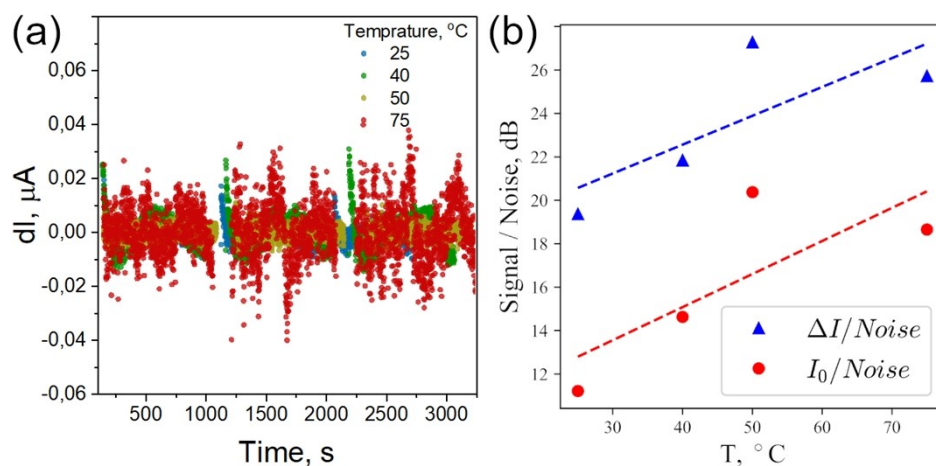 (a)
0,06
0,04
0,02
0,00
-0,02
-0,04
-0,06
dI, μA
Temprature, ºC
25
40
50
75
500 1000 1500 2000 2500 3000
Time, s
(b)
26
24
22
20
18
16
14
12
Signal / Noise, dB
ΔI/Noise
I₀/Noise
30 40 50 60 70
T, °C